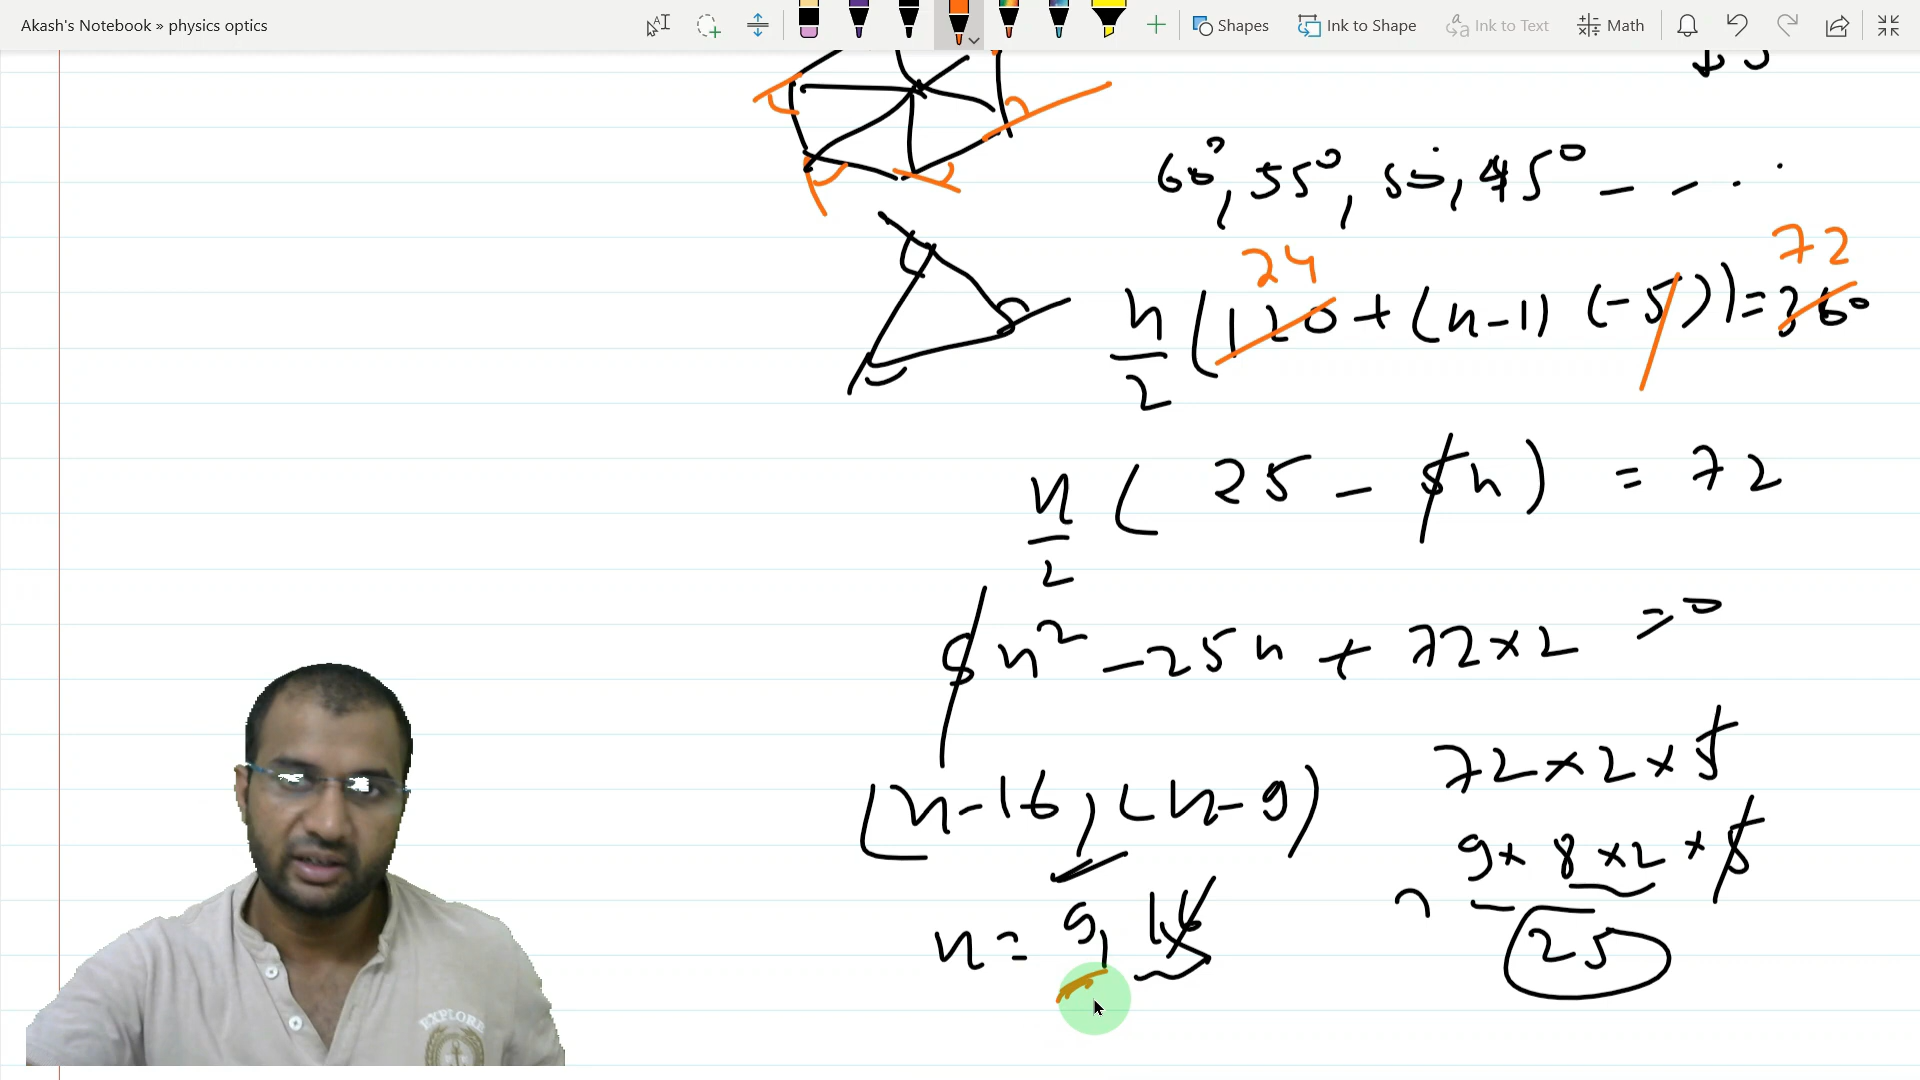 Akash's Notebook » physics optics
Shapes
Ink to Shape
Ink to Text
Math
60°, 55°, 50°, 45° - - . .
24
72
n/2 (120 + (n-1) (-5)) = 360
n/2 ( 25 - 5n ) = 72
5n² - 25n + 72×2 = 0
72×2×5
(n-16) (n-9)
9× 8×2 × 5
n = 9, 16
25
EXPLORE